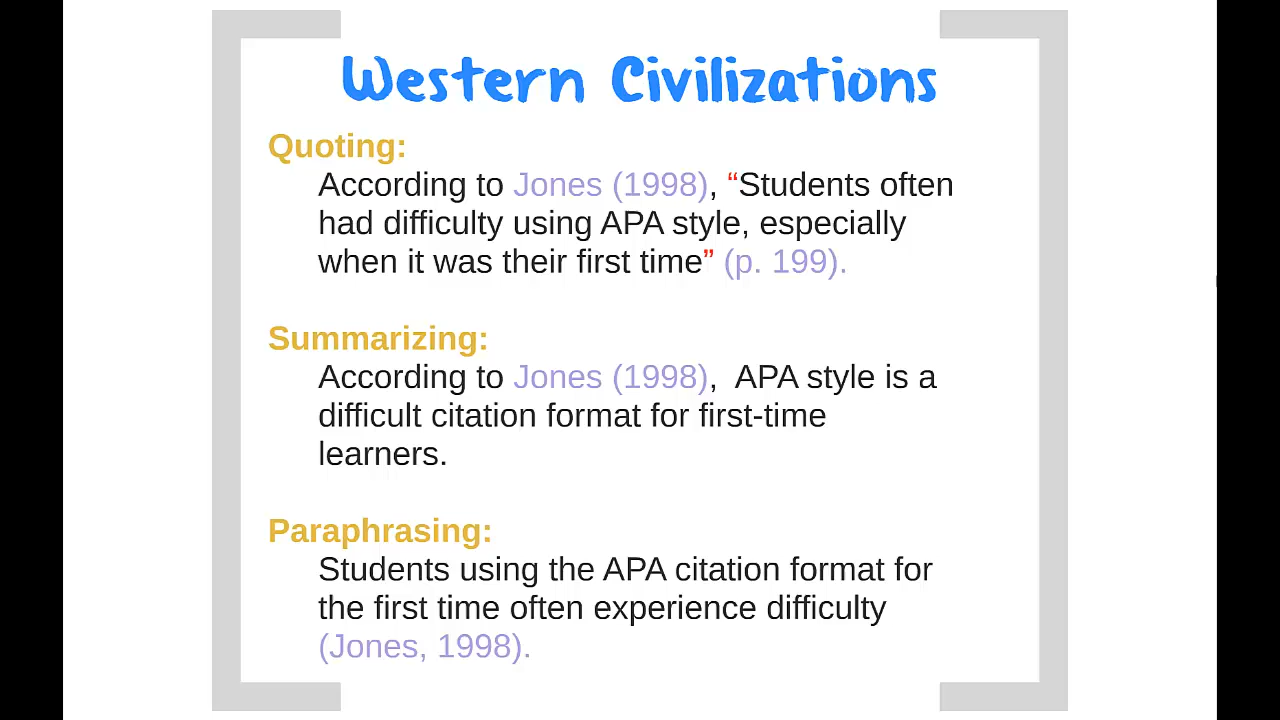 Western Civilizations
Quoting:
According to Jones (1998), “Students often
had difficulty using APA style, especially
when it was their first time” (p. 199).
Summarizing:
According to Jones (1998),  APA style is a
difficult citation format for first-time
learners.
Paraphrasing:
Students using the APA citation format for
the first time often experience difficulty
(Jones, 1998).